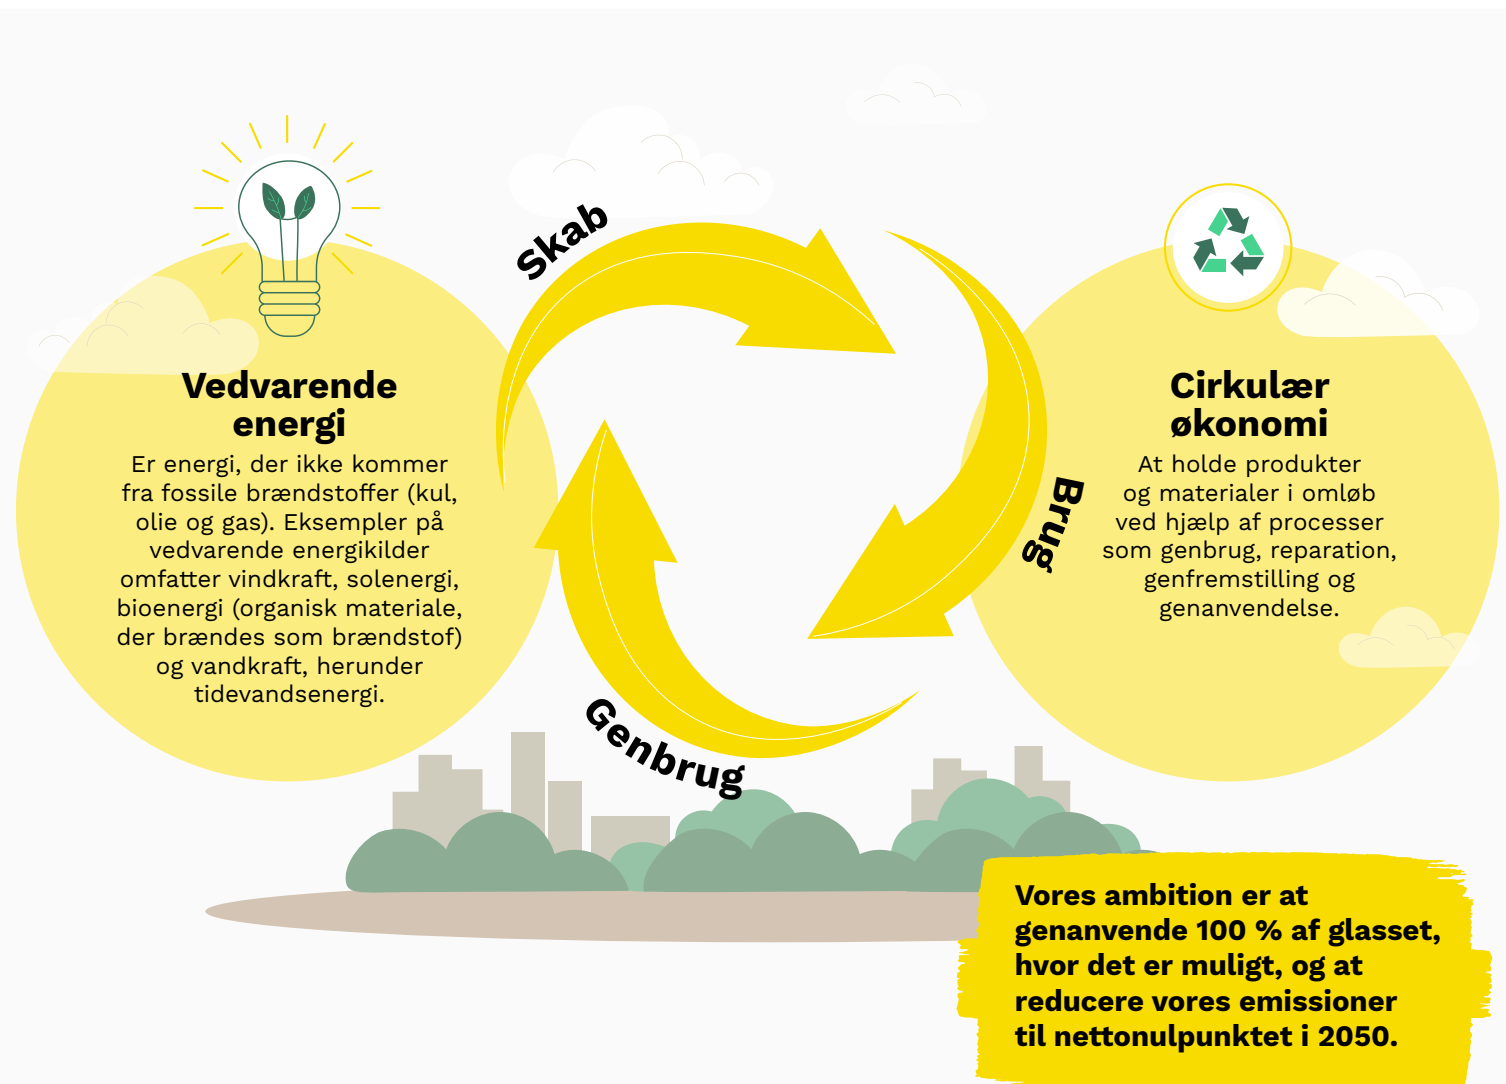 Skab
Vedvarende
energi
Er energi, der ikke kommer
fra fossile brændstoffer (kul,
olie og gas). Eksempler på
vedvarende energikilder
omfatter vindkraft, solenergi,
bioenergi (organisk materiale,
der brændes som brændstof)
og vandkraft, herunder
tidevandsenergi.
Brug
Genbrug
Cirkulær
økonomi
At holde produkter
og materialer i omløb
ved hjælp af processer
som genbrug, reparation,
genfremstilling og
genanvendelse.
Vores ambition er at
genanvende 100 % af glasset,
hvor det er muligt, og at
reducere vores emissioner
til nettonulpunktet i 2050.